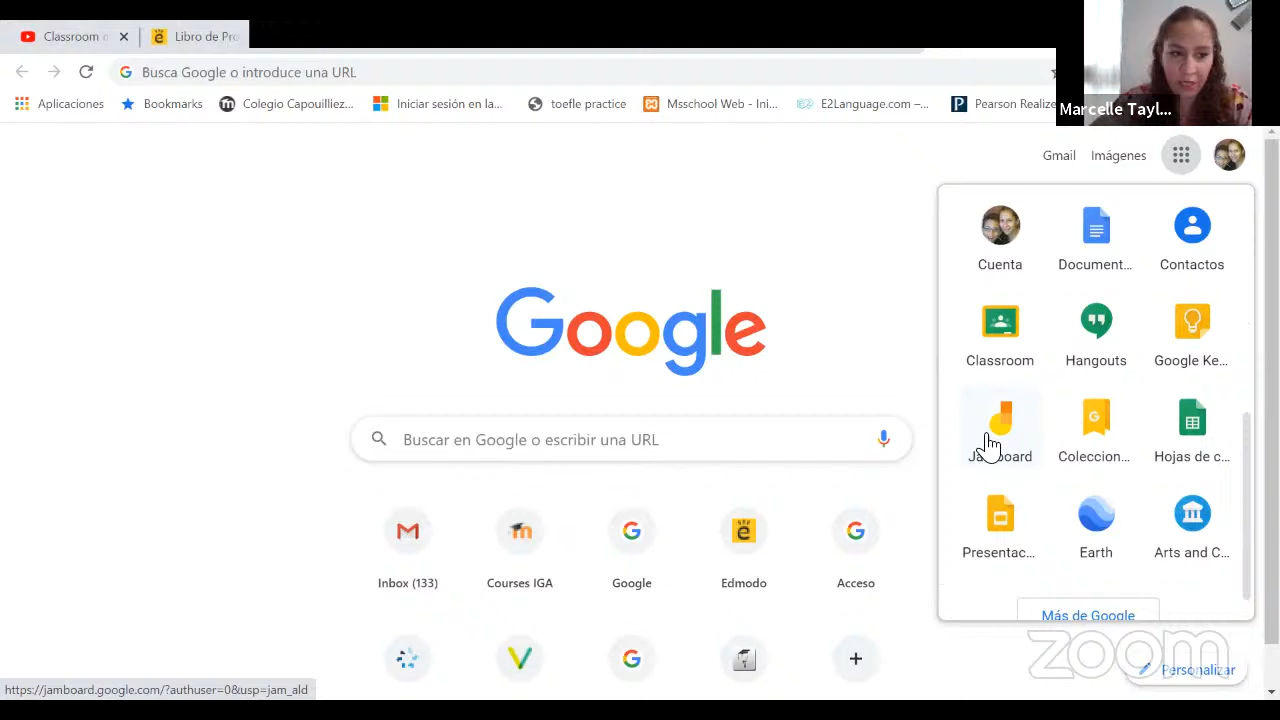 Classroom
Libro de Pro
Busca Google o introduce una URL
Aplicaciones
Bookmarks
Colegio Capouilliez...
Iniciar sesión en la...
toefle practice
Msschool Web - Ini...
E2Language.com –...
Pearson Realize
Marcelle Tayl...
Gmail
Imágenes
Cuenta
Document...
Contactos
Classroom
Hangouts
Google Ke...
Jamboard
Coleccion...
Hojas de c...
Presentac...
Earth
Arts and C...
Más de Google
Google
Buscar en Google o escribir una URL
Inbox (133)
Courses IGA
Google
Edmodo
Acceso
zoom
Personalizar
https://jamboard.google.com/?authuser=0&usp=jam_ald